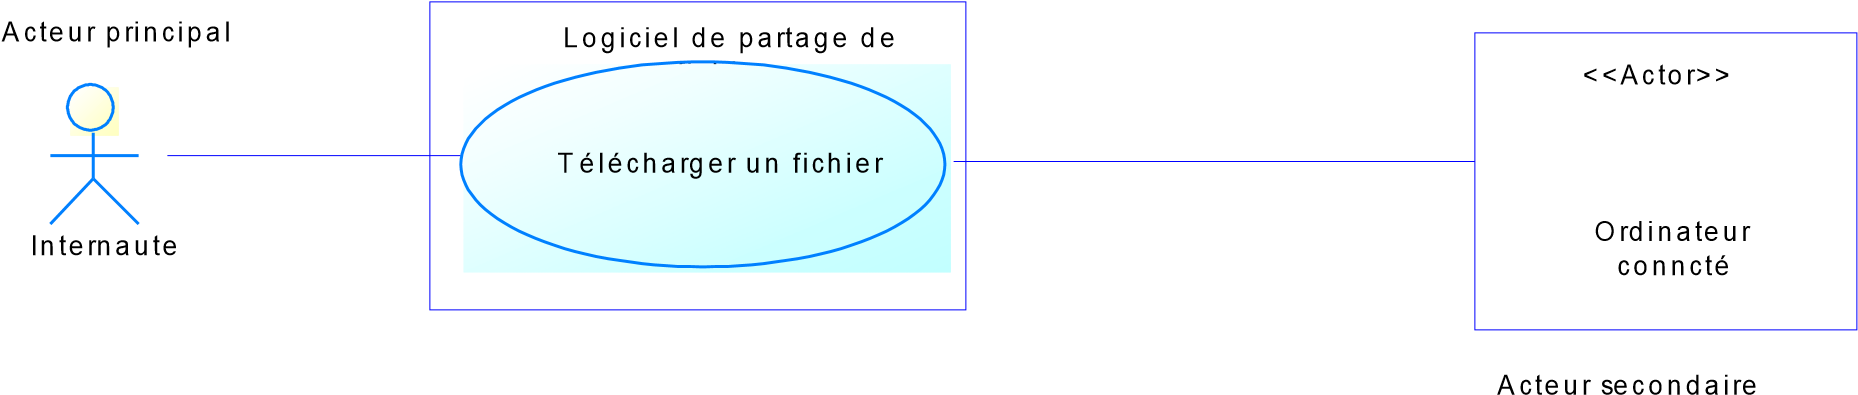 Acteur principal
Internaute
Logiciel de partage de
Télécharger un fichier
<<Actor>>
Ordinateur
conncté
Acteur secondaire